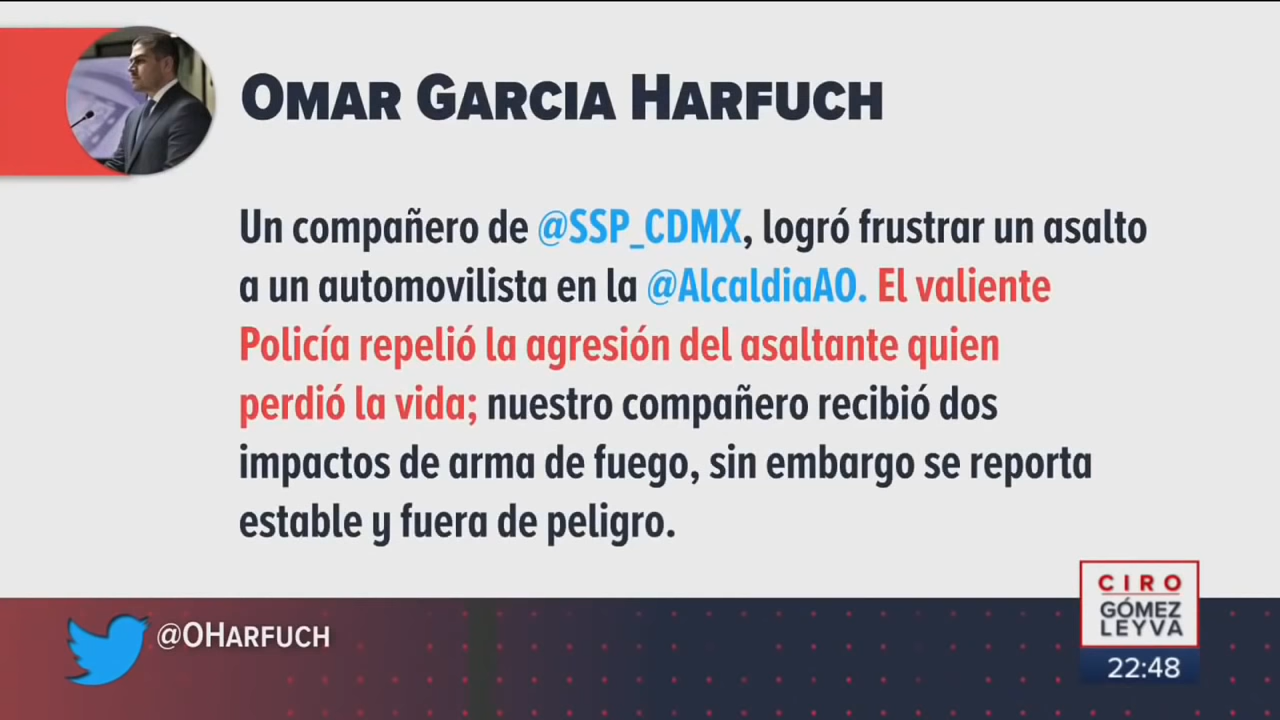 OMAR GARCIA HARFUCH
Un compañero de @SSP_CDMX, logró frustrar un asalto
a un automovilista en la @AlcaldiaAO. El valiente
Policía repelió la agresión del asaltante quien
perdió la vida; nuestro compañero recibió dos
impactos de arma de fuego, sin embargo se reporta
estable y fuera de peligro.
@OHARFUCH
CIRO
GÓMEZ
LEYVA
22:48